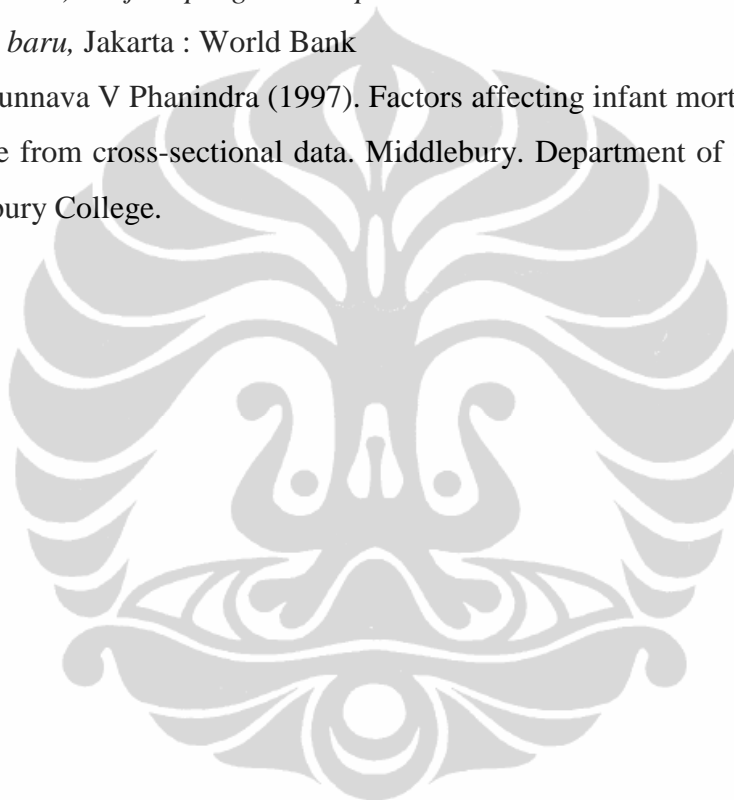 baru, Jakarta : World Bank
unnava V Phanindra (1997). Factors affecting infant mort
e from cross-sectional data. Middlebury. Department of
oury College.